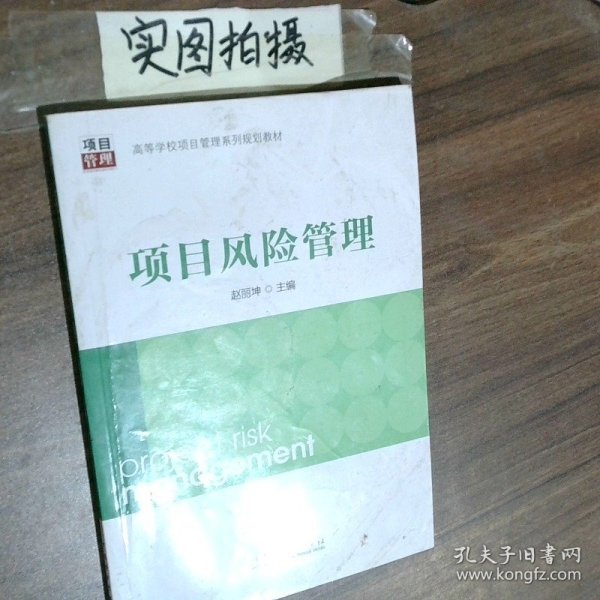 实图拍摄
项目
管理
高等学校项目管理系列规划教材
项目风险管理
赵丽坤 主编
project risk
management
孔夫子旧书网
www.kongfz.com